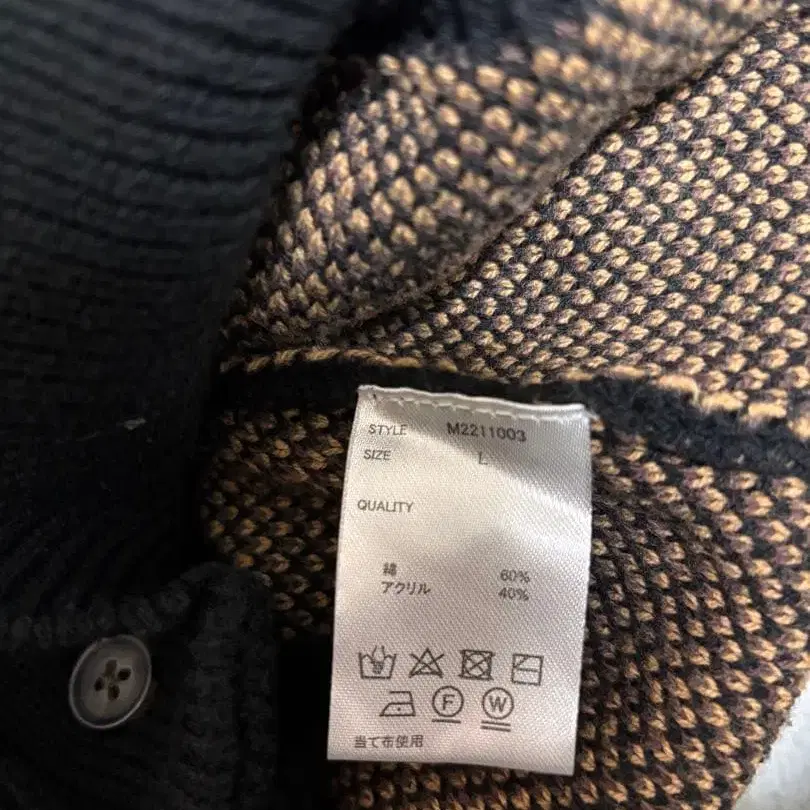 STYLE M2211003
SIZE L
QUALITY
綿 60%
アクリル 40%
F W
当て布使用